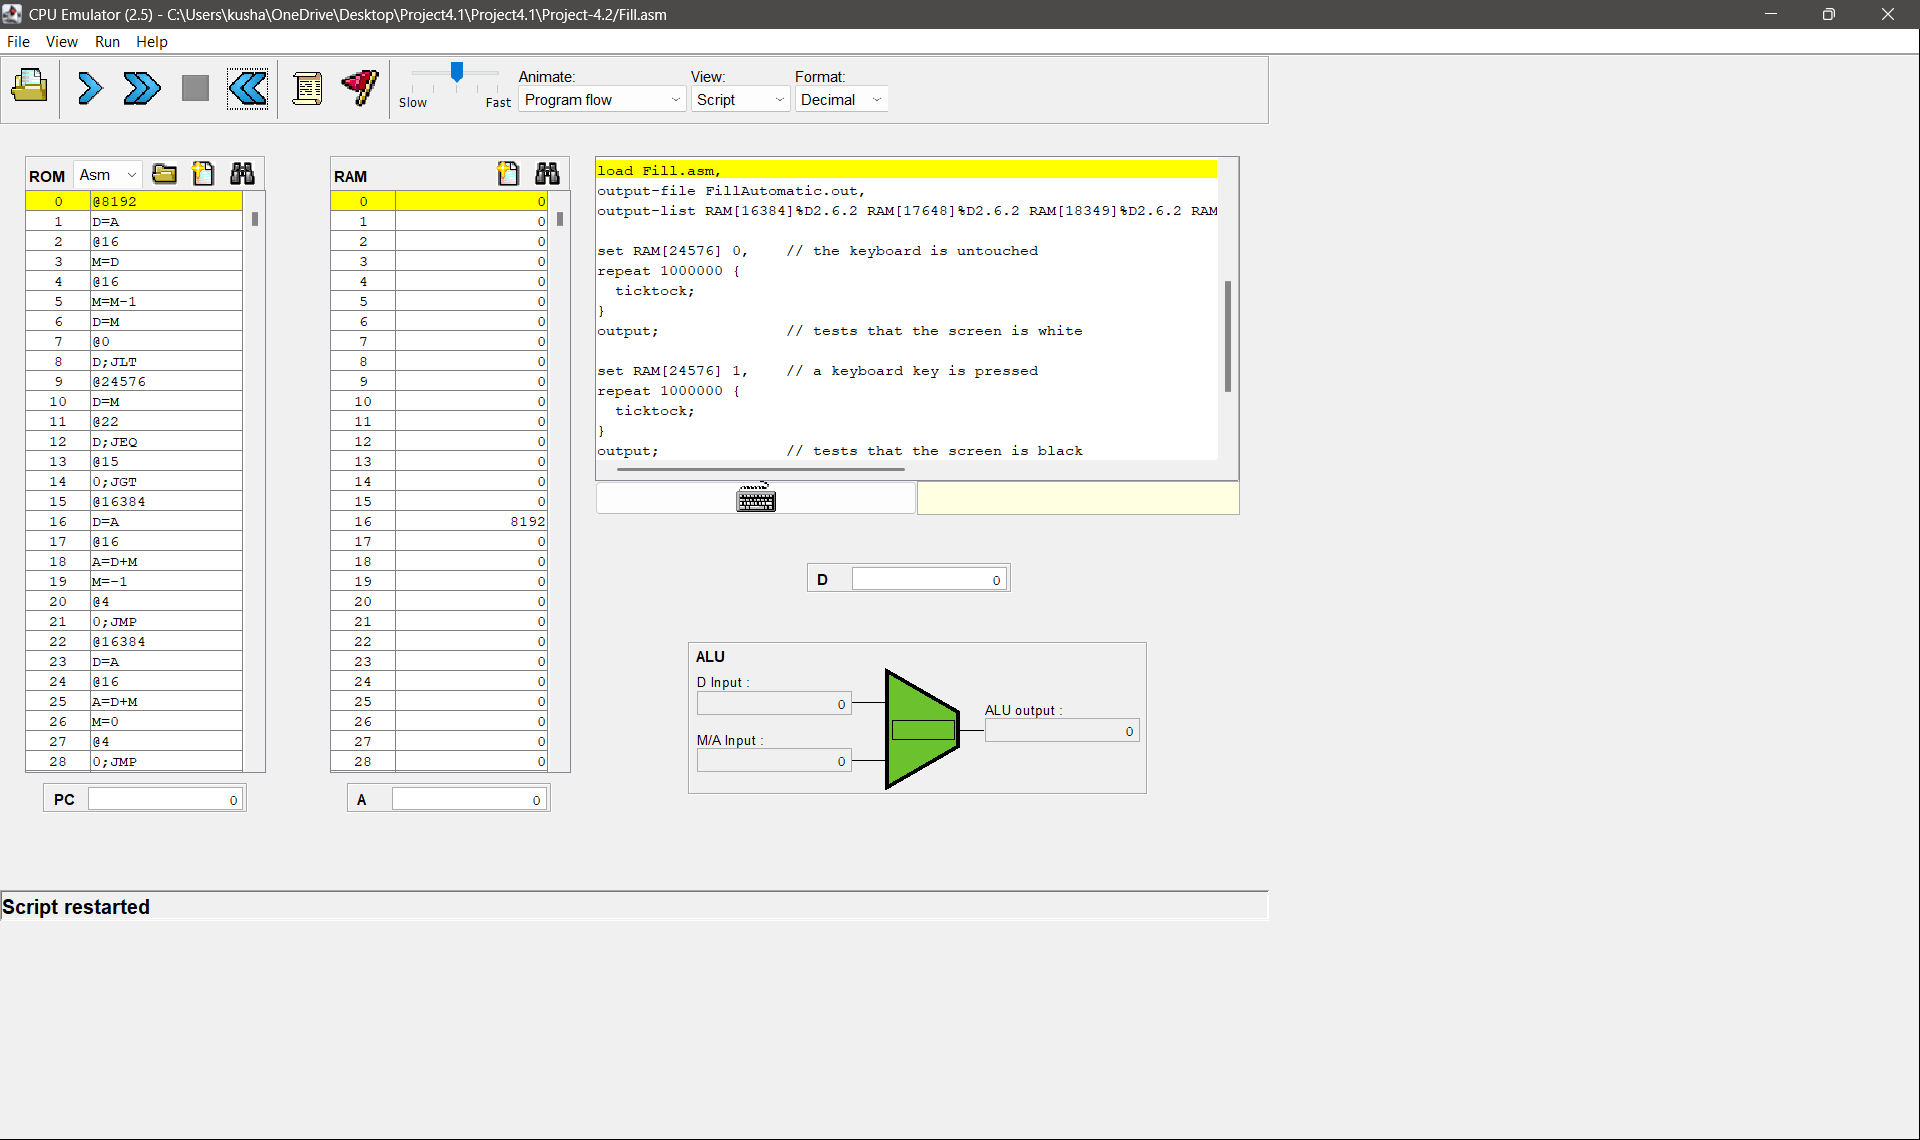 CPU Emulator (2.5) - C:\Users\kusha\OneDrive\Desktop\Project4.1\Project4.1\Project-4.2/Fill.asm
File View Run Help
Slow Fast
Animate:
Program flow
View:
Script
Format:
Decimal
ROM Asm
0 @8192
1 D=A
2 @16
3 M=D
4 @16
5 M=M-1
6 D=M
7 @0
8 D;JLT
9 @24576
10 D=M
11 @22
12 D;JEQ
13 @15
14 0;JGT
15 @16384
16 D=A
17 @16
18 A=D+M
19 M=-1
20 @4
21 0;JMP
22 @16384
23 D=A
24 @16
25 A=D+M
26 M=0
27 @4
28 0;JMP
PC 0
RAM
0 0
1 0
2 0
3 0
4 0
5 0
6 0
7 0
8 0
9 0
10 0
11 0
12 0
13 0
14 0
15 0
16 8192
17 0
18 0
19 0
20 0
21 0
22 0
23 0
24 0
25 0
26 0
27 0
28 0
A 0
load Fill.asm,
output-file FillAutomatic.out,
output-list RAM[16384]%D2.6.2 RAM[17648]%D2.6.2 RAM[18349]%D2.6.2 RAM
set RAM[24576] 0, // the keyboard is untouched
repeat 1000000 {
ticktock;
}
output; // tests that the screen is white
set RAM[24576] 1, // a keyboard key is pressed
repeat 1000000 {
ticktock;
}
output; // tests that the screen is black
D 0
ALU
D Input :
0
M/A Input :
0
ALU output :
0
Script restarted